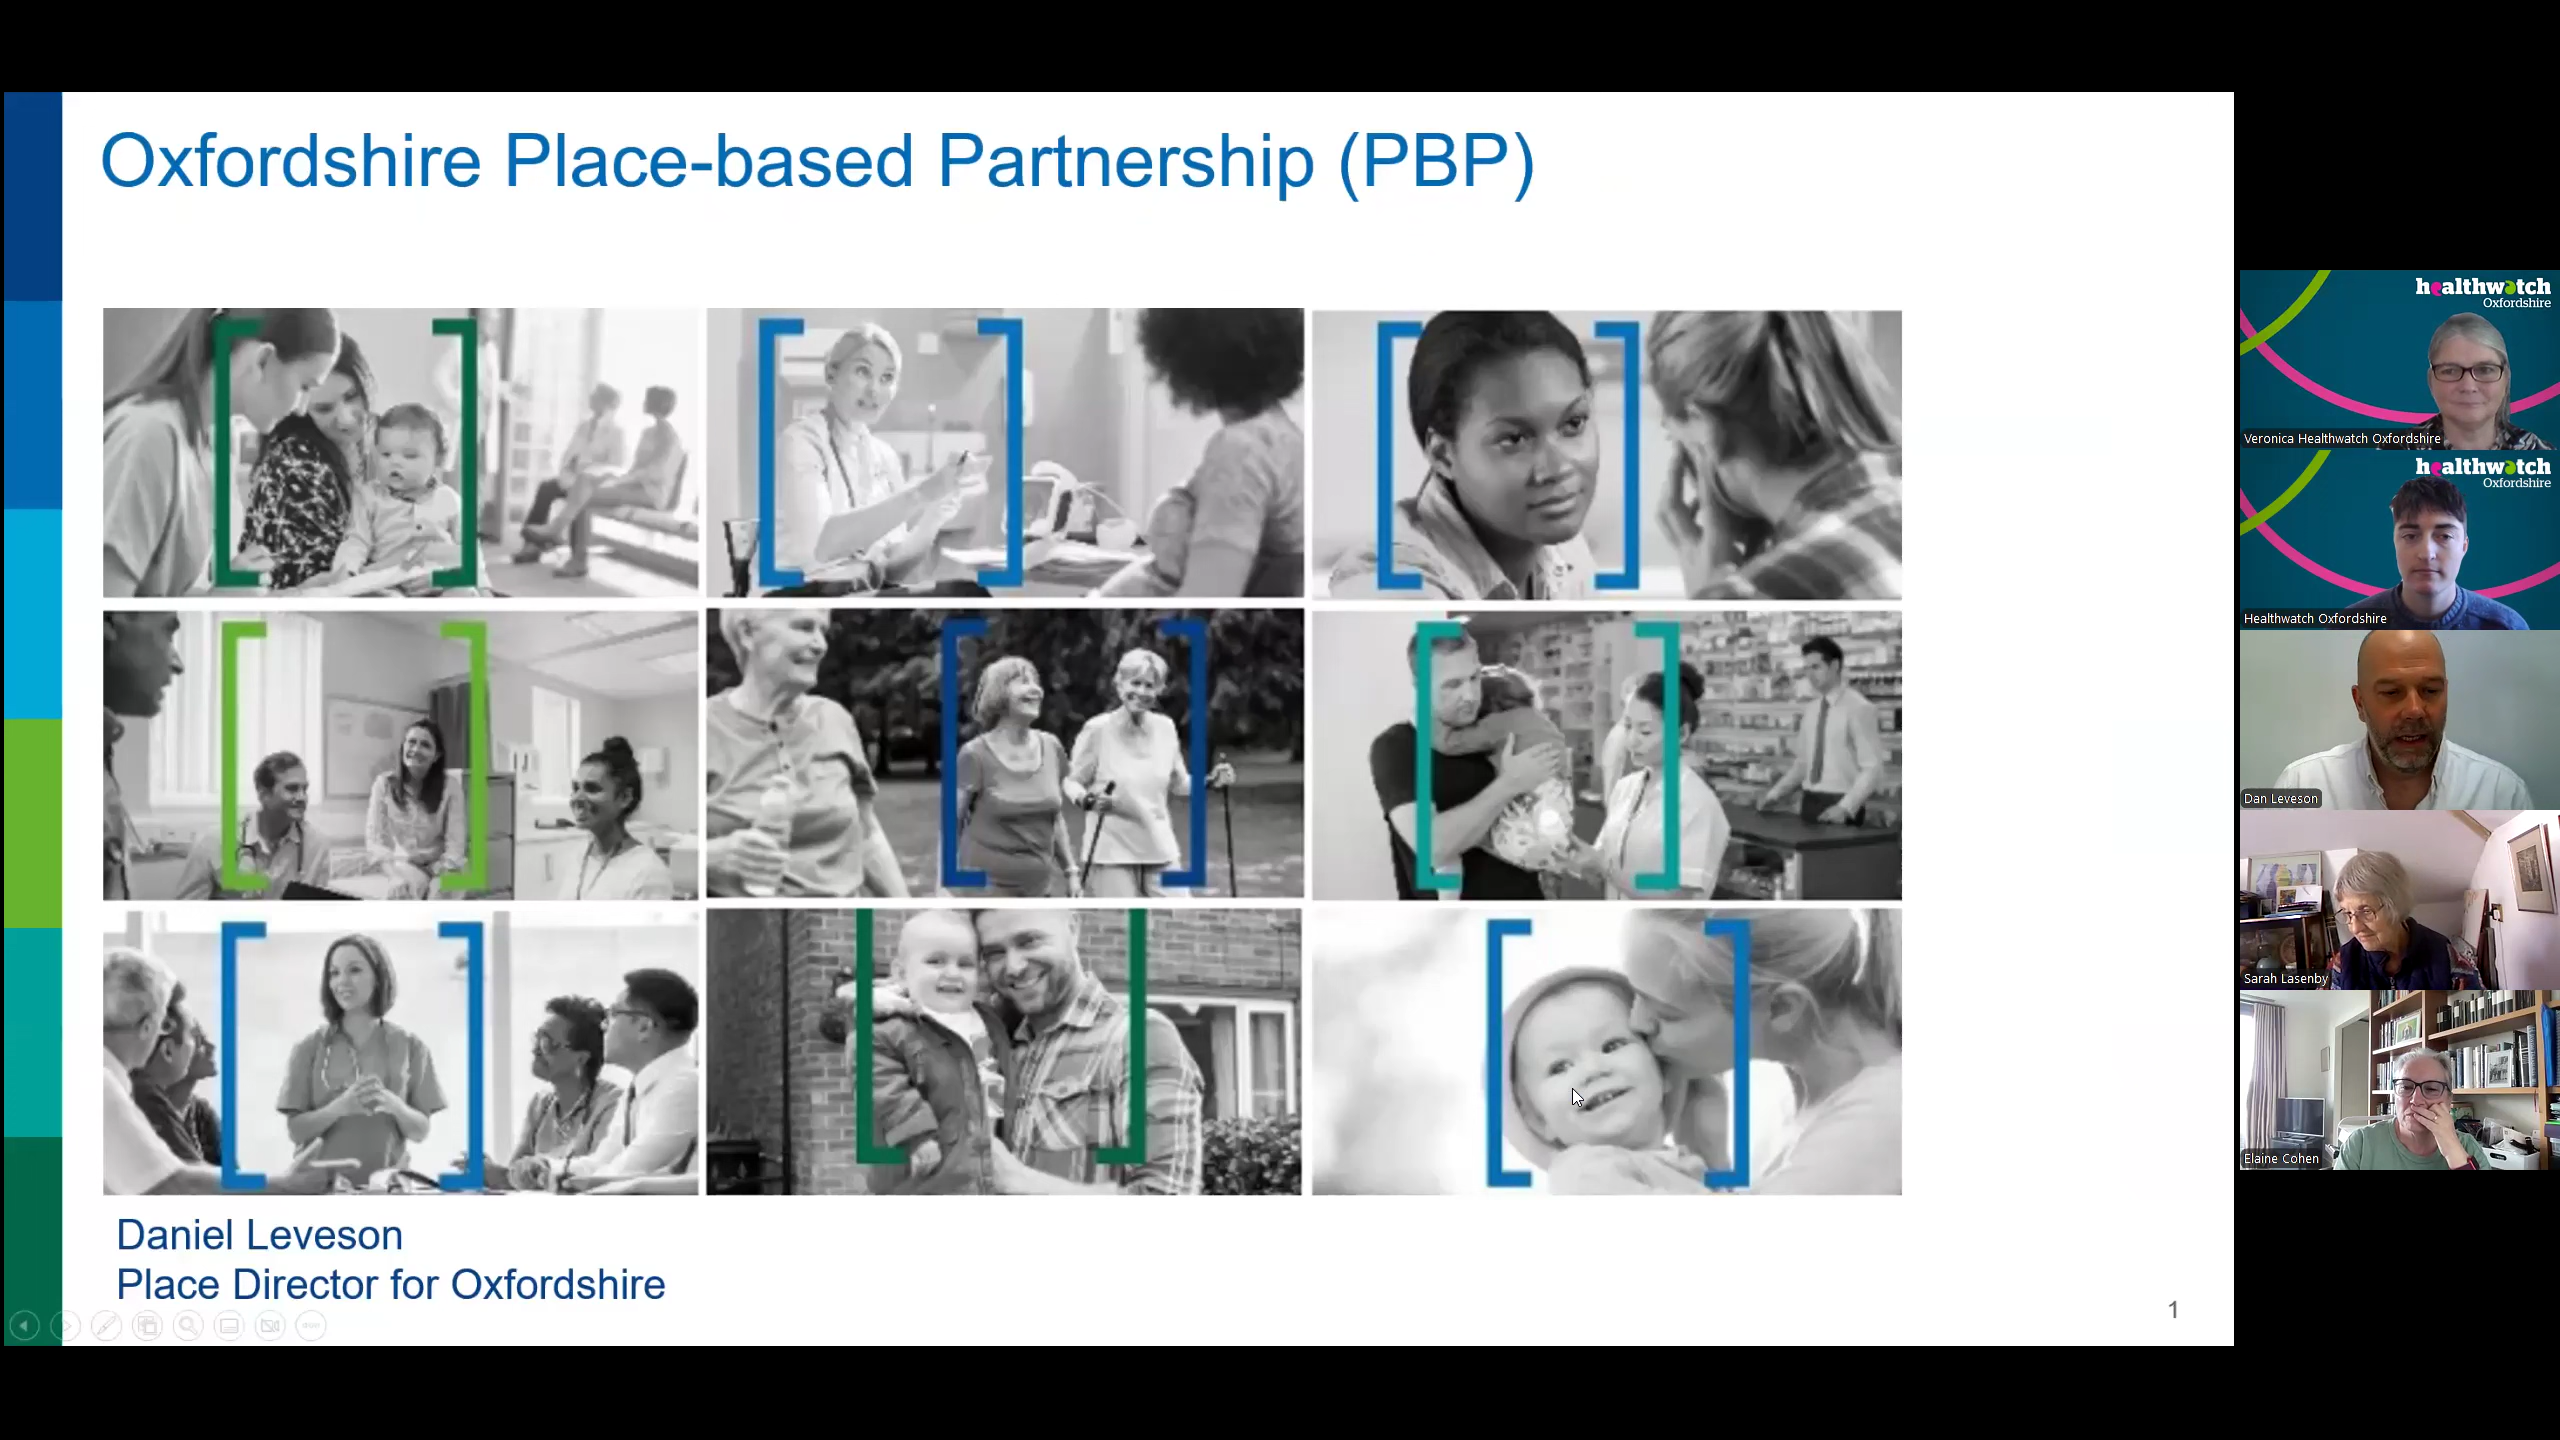 Oxfordshire Place-based Partnership (PBP)
Daniel Leveson
Place Director for Oxfordshire
1
healthwatch
Oxfordshire
Veronica Healthwatch Oxfordshire
healthwatch
Oxfordshire
Healthwatch Oxfordshire
Dan Leveson
Sarah Lasenby
Elaine Cohen